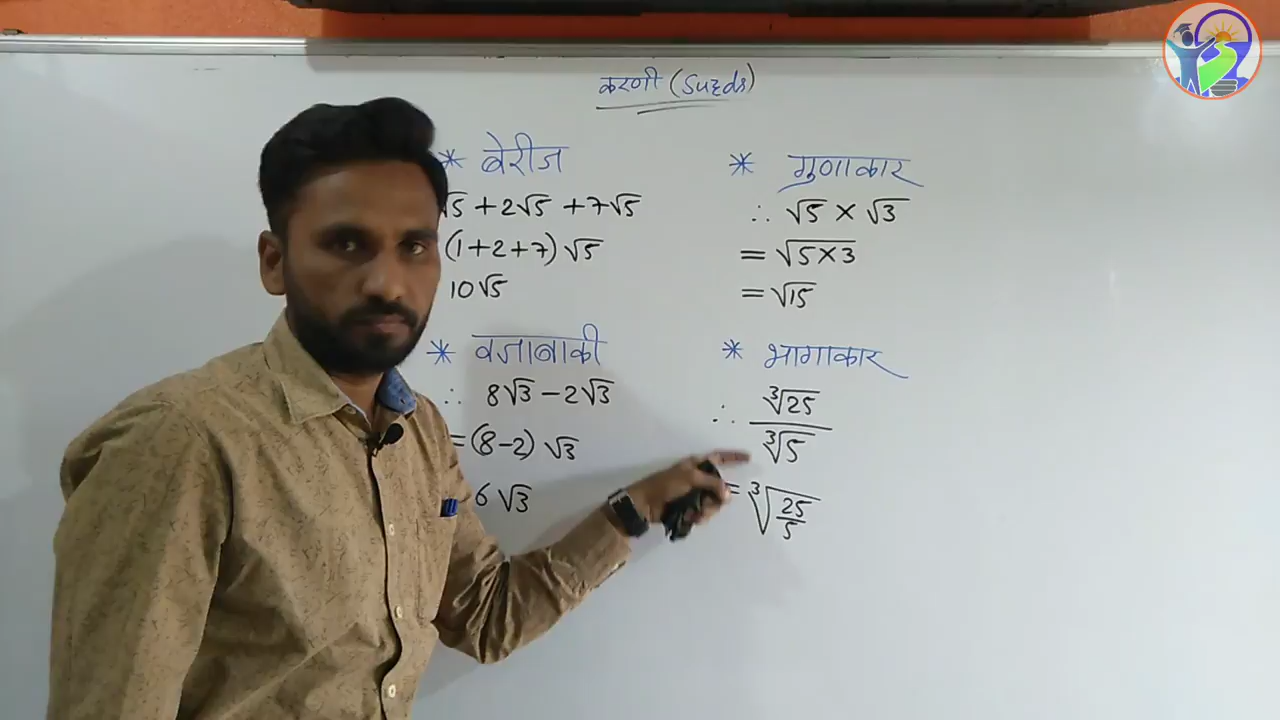 करणी (Surds)
* बेरीज
√5 + 2√5 + 7√5
(1+2+7) √5
10√5
* वजाबाकी
∴ 8√3 - 2√3
= (8-2) √3
6√3
* गुणाकार
∴ √5 × √3
= √5×3
= √15
* भागाकार
∴ ∛25
∛5
= ∛25/5